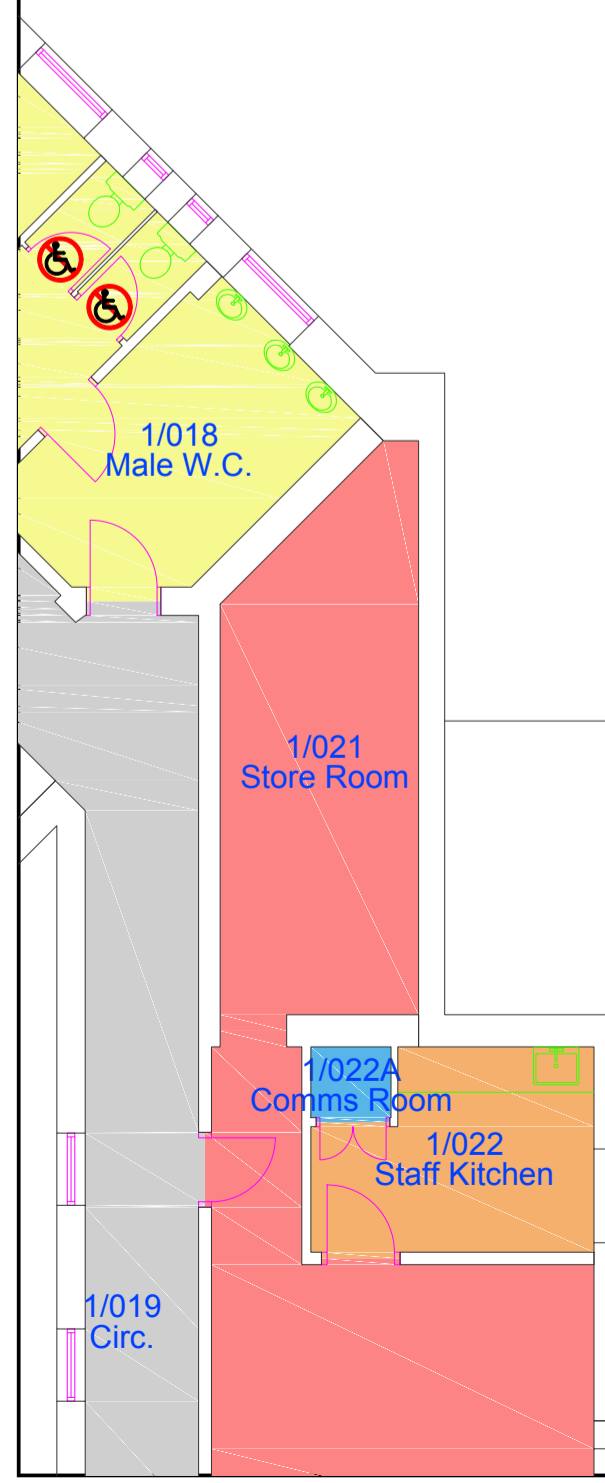 1/018
Male W.C.
1/021
Store Room
1/022A
Comms Room
1/022
Staff Kitchen
1/019
Circ.